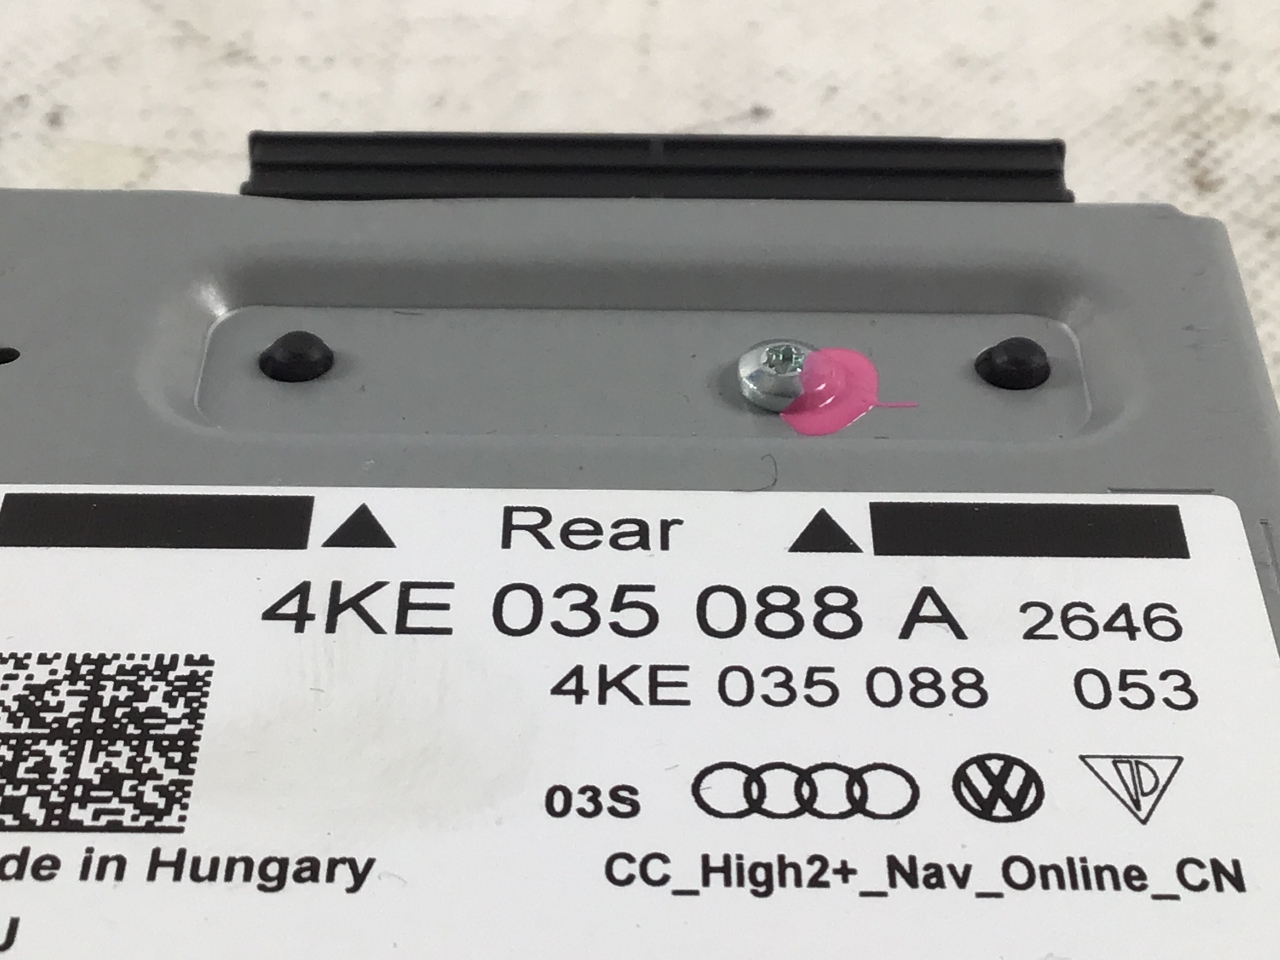 Rear
4KE 035 088 A 2646
4KE 035 088 053
03S
de in Hungary
CC_High2+_Nav_Online_CN